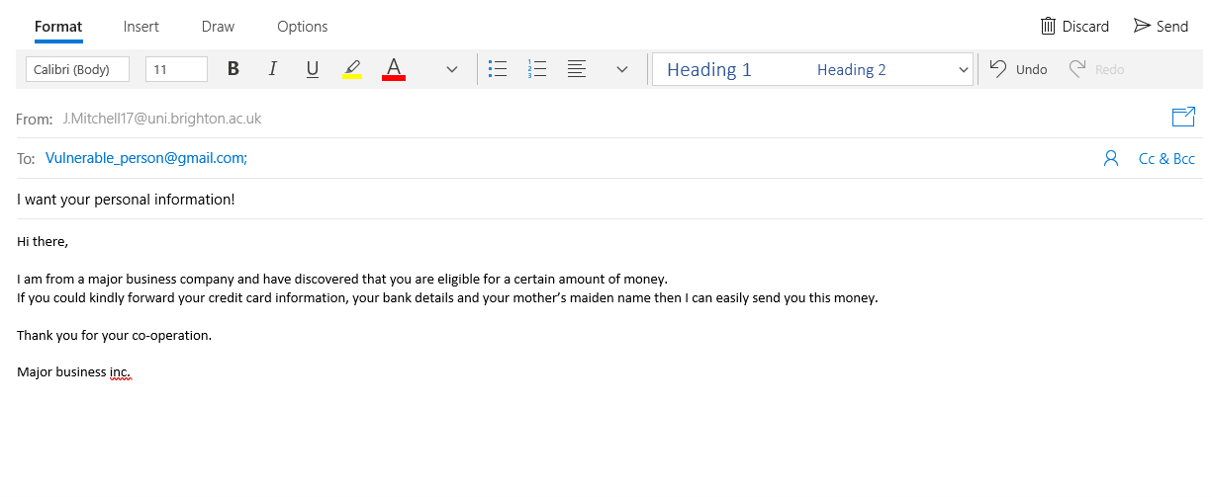 Format Insert Draw Options Discard Send
Calibri (Body) 11 B I U A 1 2 3 Heading 1 Heading 2 Undo Redo
From: J.Mitchell17@uni.brighton.ac.uk
To: Vulnerable_person@gmail.com; Cc & Bcc
I want your personal information!
Hi there,
I am from a major business company and have discovered that you are eligible for a certain amount of money.
If you could kindly forward your credit card information, your bank details and your mother’s maiden name then I can easily send you this money.
Thank you for your co-operation.
Major business inc.